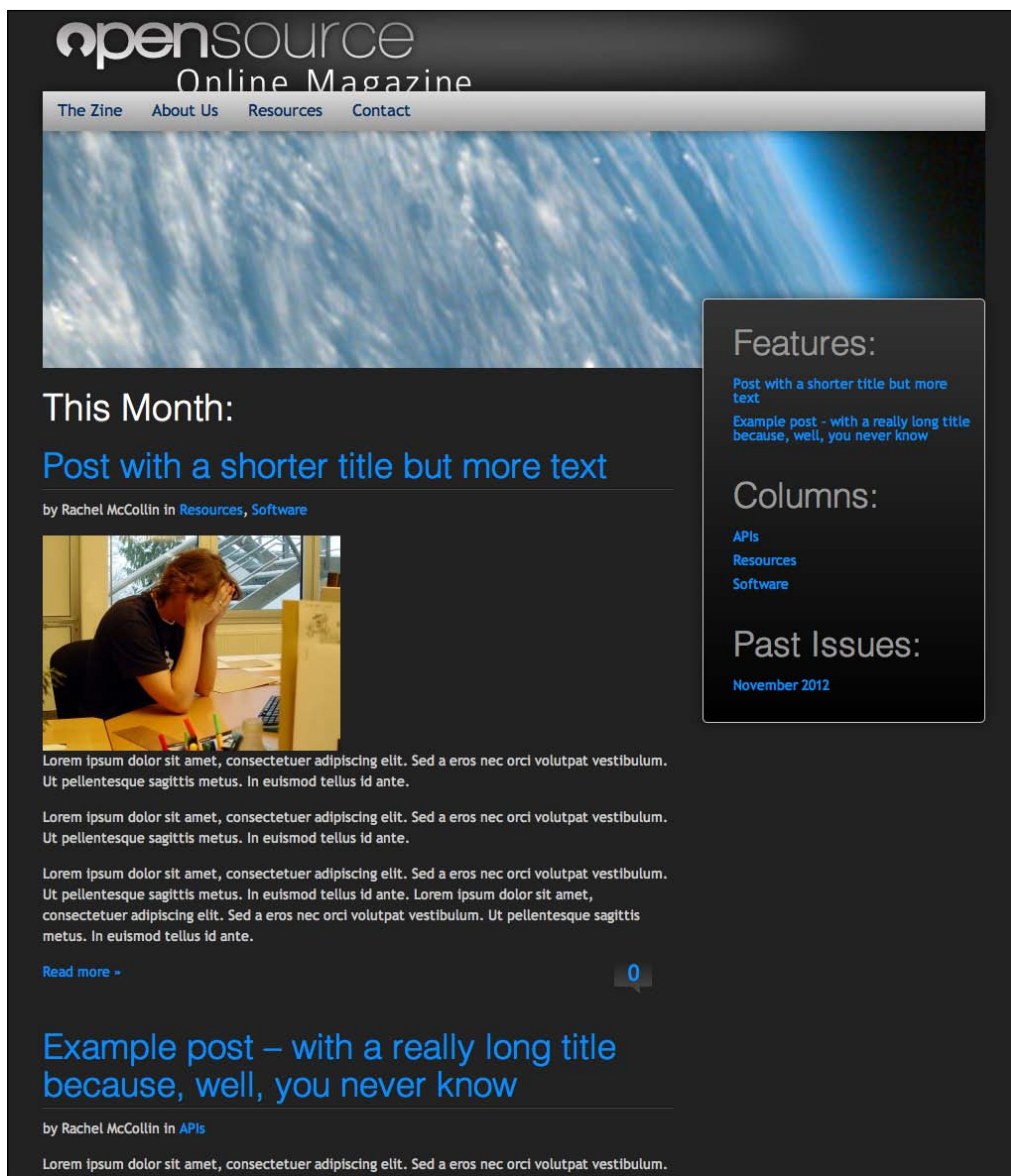 opensource
Online Magazine
The Zine About Us Resources Contact
This Month:
Post with a shorter title but more text
by Rachel McCollin in Resources, Software
Lorem ipsum dolor sit amet, consectetuer adipiscing elit. Sed a eros nec orci volutpat vestibulum.
Ut pellentesque sagittis metus. In euismod tellus id ante.
Lorem ipsum dolor sit amet, consectetuer adipiscing elit. Sed a eros nec orci volutpat vestibulum.
Ut pellentesque sagittis metus. In euismod tellus id ante.
Lorem ipsum dolor sit amet, consectetuer adipiscing elit. Sed a eros nec orci volutpat vestibulum.
Ut pellentesque sagittis metus. In euismod tellus id ante. Lorem ipsum dolor sit amet,
consectetuer adipiscing elit. Sed a eros nec orci volutpat vestibulum. Ut pellentesque sagittis
metus. In euismod tellus id ante.
Read more »
0
Example post – with a really long title
because, well, you never know
by Rachel McCollin in APIs
Lorem ipsum dolor sit amet, consectetuer adipiscing elit. Sed a eros nec orci volutpat vestibulum.
Features:
Post with a shorter title but more
text
Example post – with a really long title
because, well, you never know
Columns:
APIs
Resources
Software
Past Issues:
November 2012